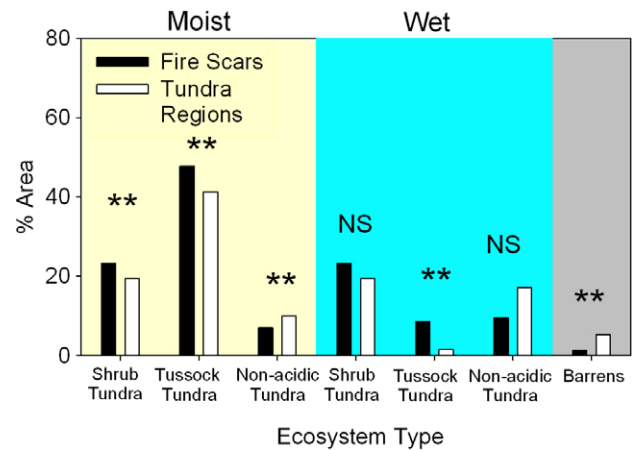 Moist Wet
80
60
40
20
0
% Area
Fire Scars
Tundra
Regions
**
**
**
NS
**
NS
**
Shrub
Tundra
Tussock
Tundra
Non-acidic
Tundra
Shrub
Tundra
Tussock
Tundra
Non-acidic
Tundra
Barrens
Ecosystem Type